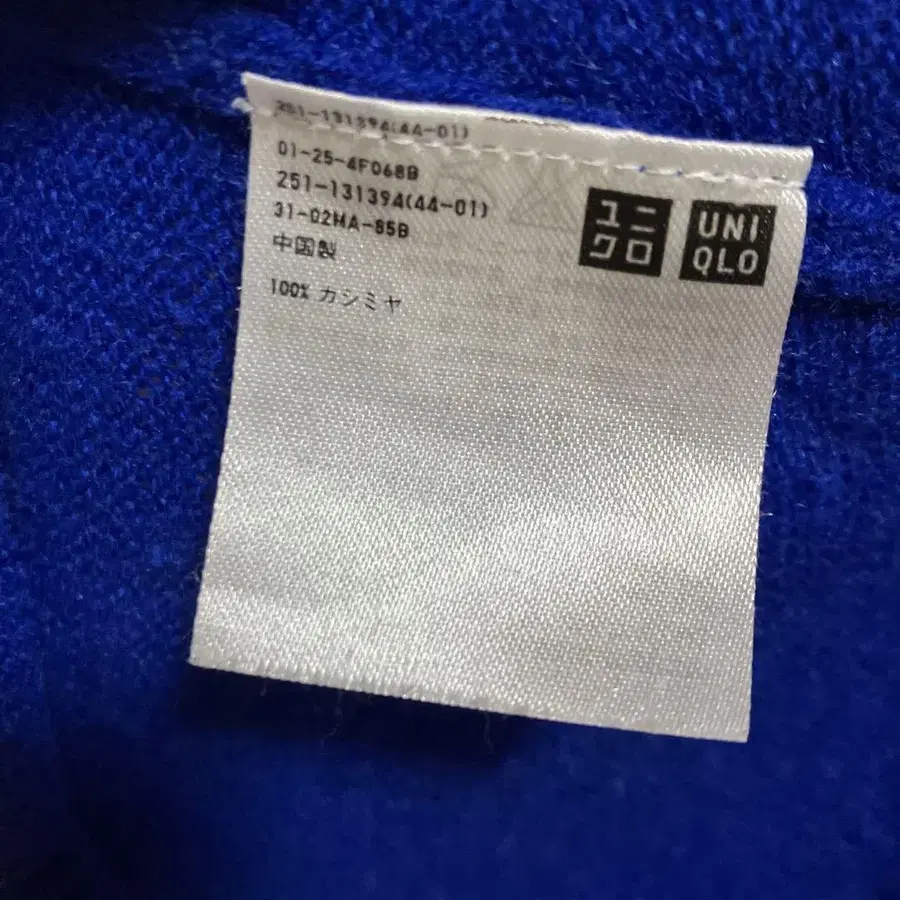 251-131394(44-01)
01-25-4F068B
251-131394(44-01)
31-02MA-85B
中国製
100% カシミヤ
ユニ
クロ
UNI
QLO